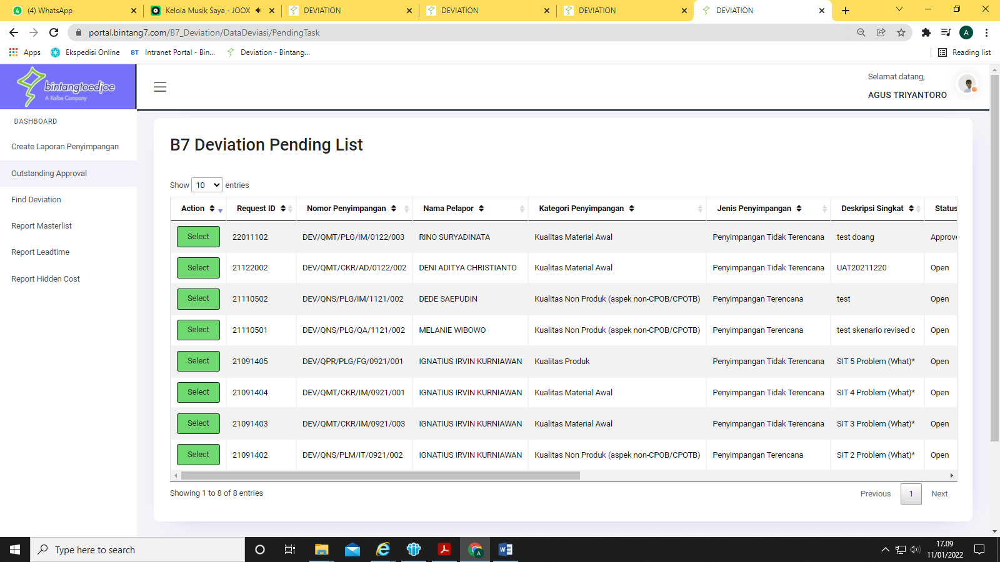 (4) WhatsApp
Kelola Musik Saya - JOOX
DEVIATION
DEVIATION
DEVIATION
DEVIATION
portal.bintang7.com/B7_Deviation/DataDeviasi/PendingTask
A
Apps
Ekspedisi Online
BT Intranet Portal - Bin...
Deviation - Bintang...
Reading list
bintangtoedjoe
A Kalbe Company
Selamat datang,
AGUS TRIYANTORO
DASHBOARD
Create Laporan Penyimpangan
Outstanding Approval
Find Deviation
Report Masterlist
Report Leadtime
Report Hidden Cost
B7 Deviation Pending List
Show 10 entries
Action Request ID Nomor Penyimpangan Nama Pelapor Kategori Penyimpangan Jenis Penyimpangan Deskripsi Singkat Status
Select 22011102 DEV/QMT/PLG/IM/0122/003 RINO SURYADINATA Kualitas Material Awal Penyimpangan Tidak Terencana test doang Approve
Select 21122002 DEV/QMT/CKR/AD/0122/002 DENI ADITYA CHRISTIANTO Kualitas Material Awal Penyimpangan Tidak Terencana UAT20211220 Open
Select 21110502 DEV/QNS/PLG/IM/1121/002 DEDE SAEPUDIN Kualitas Non Produk (aspek non-CPOB/CPOTB) Penyimpangan Terencana test Open
Select 21110501 DEV/QNS/PLG/QA/1121/002 MELANIE WIBOWO Kualitas Non Produk (aspek non-CPOB/CPOTB) Penyimpangan Terencana test skenario revised c Open
Select 21091405 DEV/QPR/PLG/FG/0921/001 IGNATIUS IRVIN KURNIAWAN Kualitas Produk Penyimpangan Tidak Terencana SIT 5 Problem (What)* Open
Select 21091404 DEV/QMT/CKR/IM/0921/001 IGNATIUS IRVIN KURNIAWAN Kualitas Material Awal Penyimpangan Tidak Terencana SIT 4 Problem (What)* Open
Select 21091403 DEV/QMT/CKR/IM/0921/003 IGNATIUS IRVIN KURNIAWAN Kualitas Material Awal Penyimpangan Tidak Terencana SIT 3 Problem (What)* Open
Select 21091402 DEV/QNS/PLM/IT/0921/002 IGNATIUS IRVIN KURNIAWAN Kualitas Non Produk (aspek non-CPOB/CPOTB) Penyimpangan Terencana SIT 2 Problem (What)* Open
Showing 1 to 8 of 8 entries
Previous 1 Next
Type here to search
17.09
11/01/2022